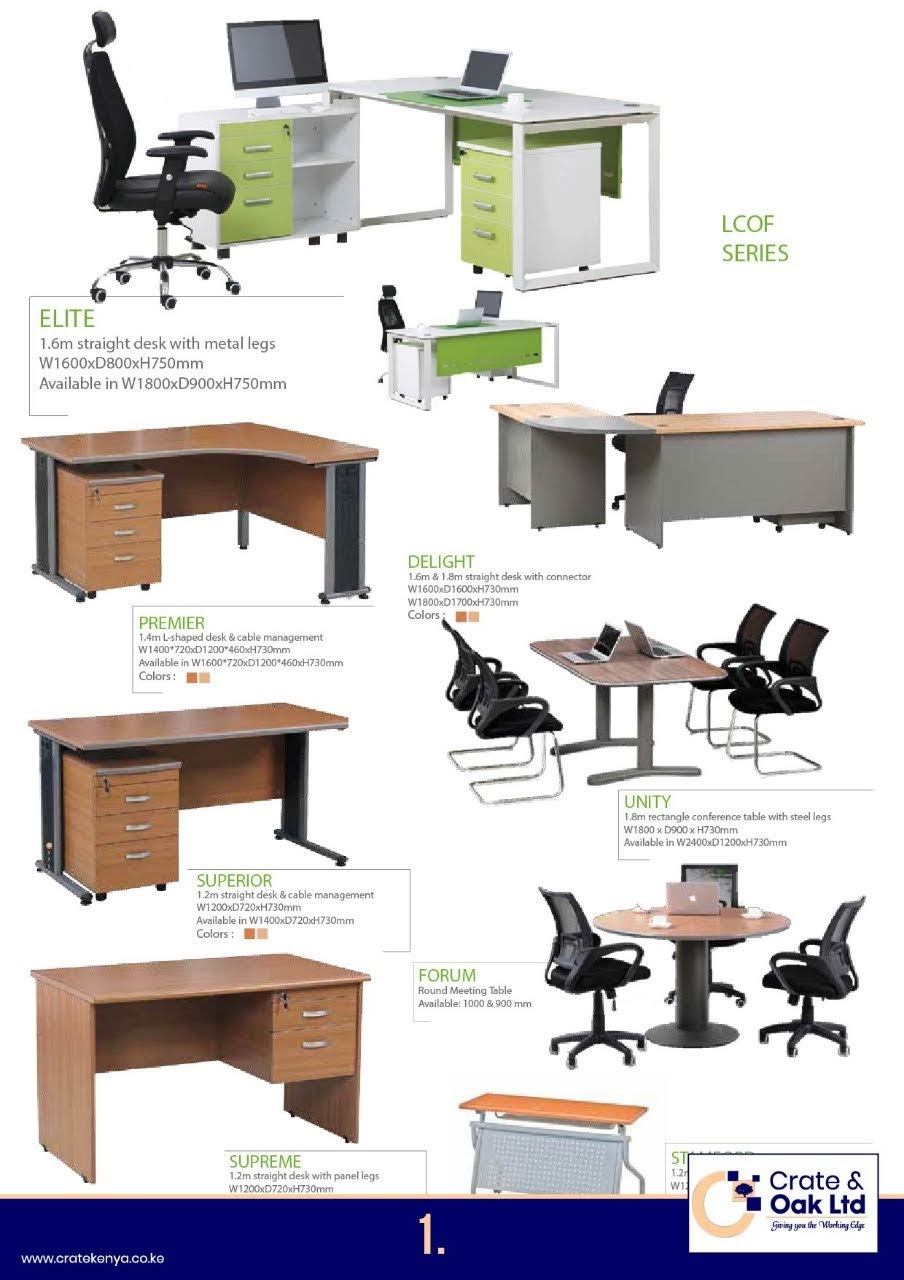 LCOF
SERIES
ELITE
1.6m straight desk with metal legs
W1600xD800xH750mm
Available in W1800xD900xH750mm
DELIGHT
1.6m & 1.8m straight desk with connector
W1600xD1600xH730mm
W1800xD1700xH730mm
Colors :
PREMIER
1.4m L-shaped desk & cable management
W1400*720xD1200*460xH730mm
Available in W1600*720xD1200*460xH730mm
Colors :
UNITY
1.8m rectangle conference table with steel legs
W1800 x D900 x H730mm
Available in W2400xD1200xH730mm
SUPERIOR
1.2m straight desk & cable management
W1200xD720xH730mm
Available in W1400xD720xH730mm
Colors :
FORUM
Round Meeting Table
Available: 1000 & 900 mm
SUPREME
1.2m straight desk with panel legs
W1200xD720xH730mm
Crate &
Oak Ltd
Giving you the Working Edge
1.
www.cratekenya.co.ke